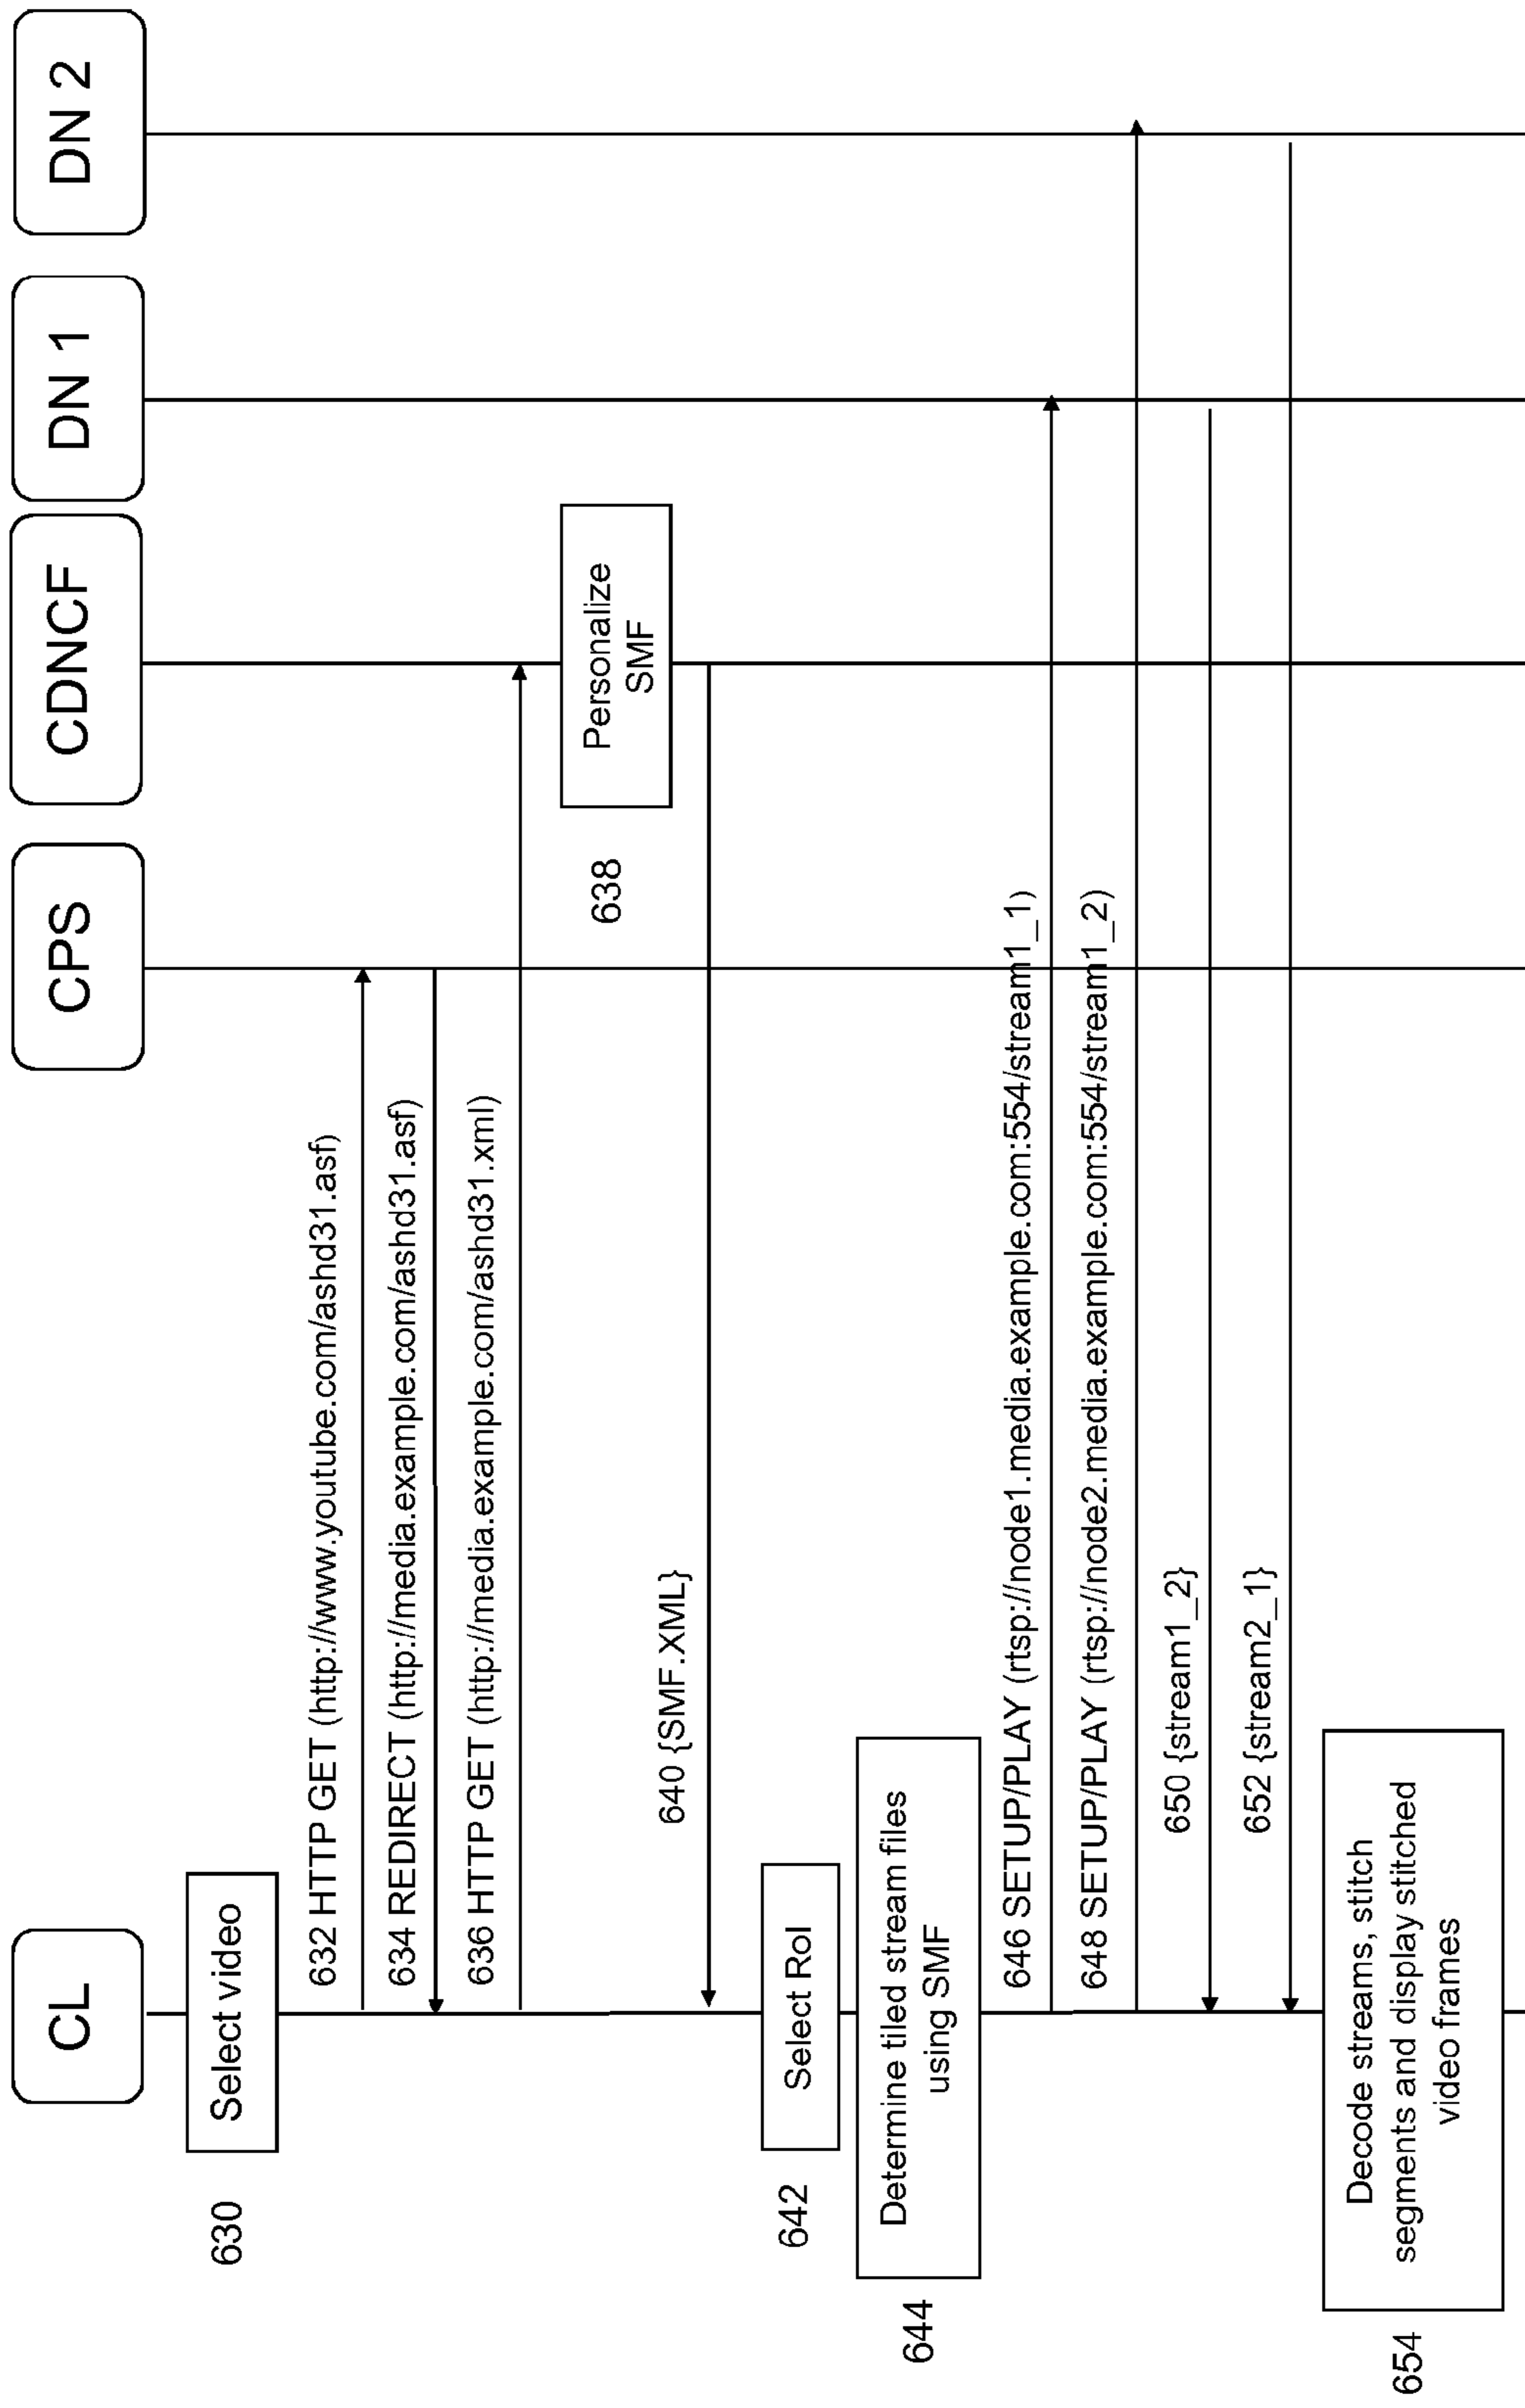 CL
CPS
CDNCF
DN 1
DN 2
630
Select video
632 HTTP GET (http://www.youtube.com/ashd31.asf)
634 REDIRECT (http://media.example.com/ashd31.asf)
636 HTTP GET (http://media.example.com/ashd31.xml)
638
Personalize
SMF
640 {SMF.XML}
642
Select RoI
644
Determine tiled stream files
using SMF
646 SETUP/PLAY (rtsp://node1.media.example.com:554/stream1_1)
648 SETUP/PLAY (rtsp://node2.media.example.com:554/stream1_2)
650 {stream1_2}
652 {stream2_1}
654
Decode streams, stitch
segments and display stitched
video frames